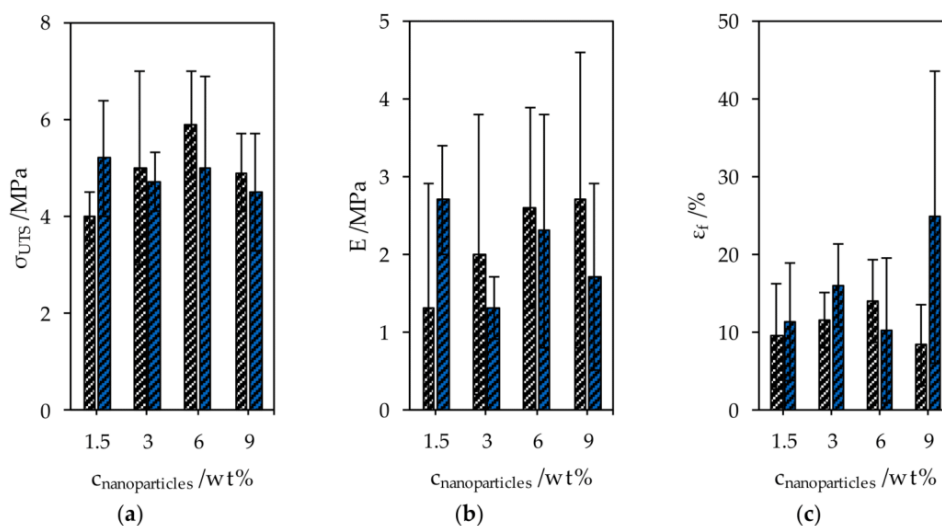 8
6
4
2
0
σUTS /MPa
1.5 3 6 9
cnanoparticles /wt%
(a)
5
4
3
2
1
0
E /MPa
1.5 3 6 9
cnanoparticles /wt%
(b)
50
40
30
20
10
0
εf /%
1.5 3 6 9
cnanoparticles /wt%
(c)